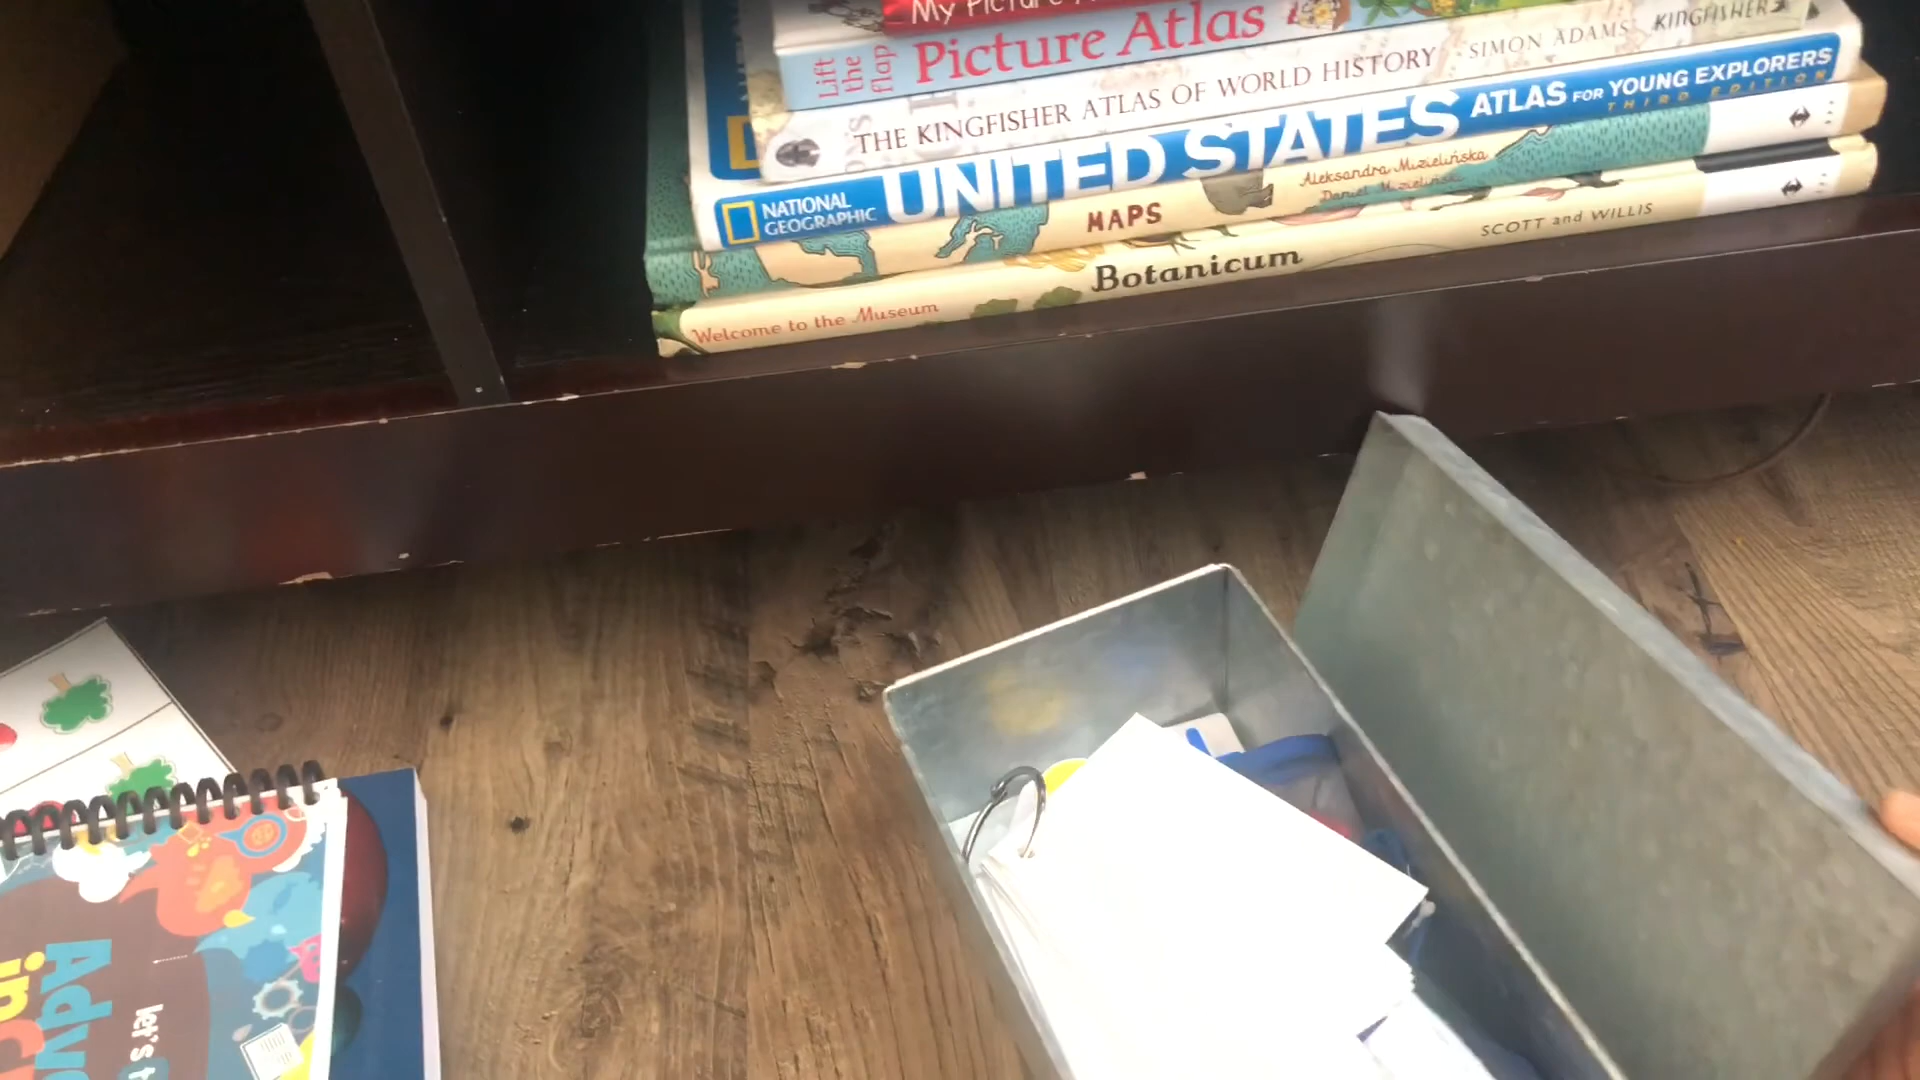 My Picture
Lift
the
flap
Picture Atlas
THE KINGFISHER ATLAS OF WORLD HISTORY SIMON ADAMS KINGFISHER
NATIONAL
GEOGRAPHIC
UNITED STATES ATLAS FOR YOUNG EXPLORERS
THIRD EDITION
MAPS
Aleksandra Mizielińska
Daniel Mizieliński
Welcome to the Museum Botanicum SCOTT and WILLIS
let's